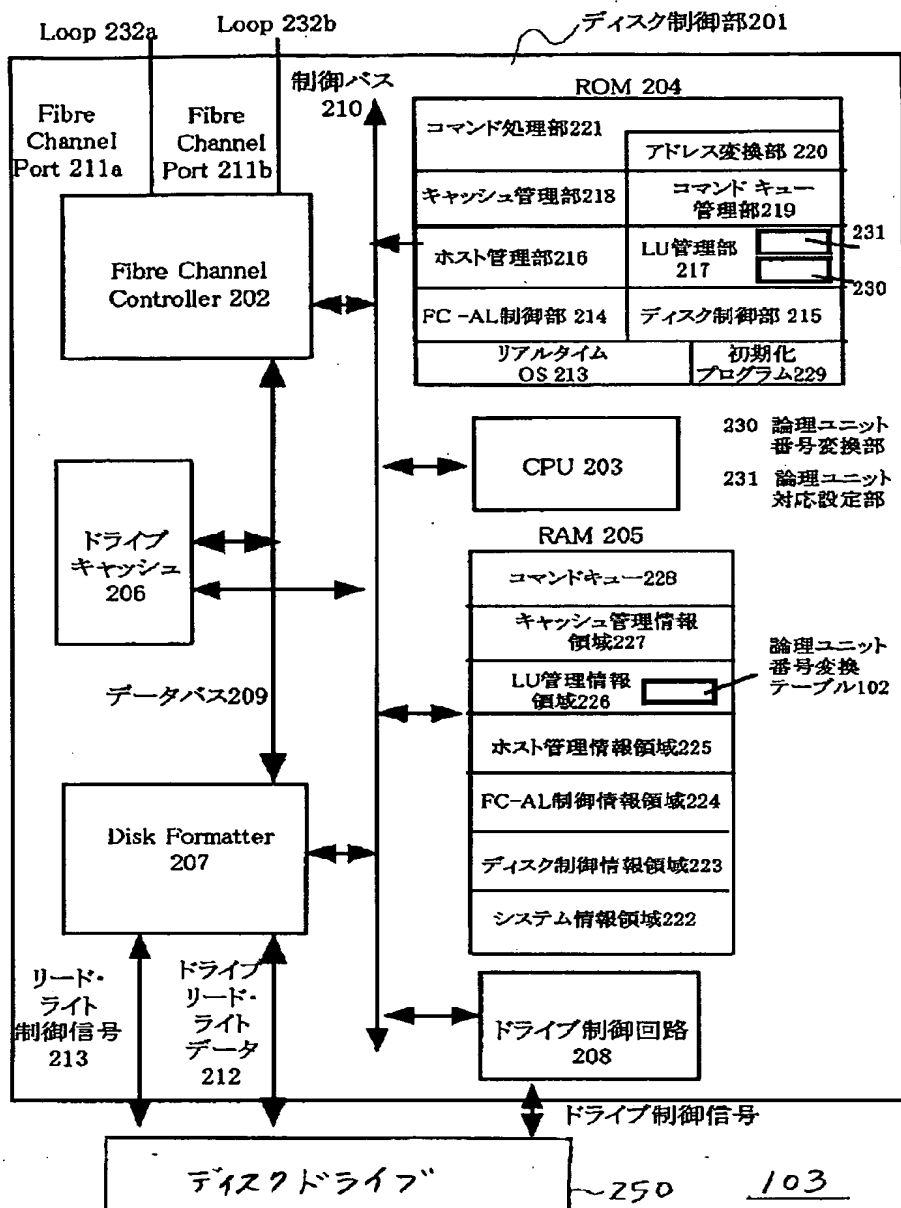 Loop 232a
Loop 232b
ディスク制御部201
Fibre
Channel
Port 211a
Fibre
Channel
Port 211b
制御バス
210
ROM 204
コマンド処理部221
アドレス変換部 220
キャッシュ管理部218
コマンド キュー
管理部219
ホスト管理部216
LU管理部
217
231
230
FC -AL制御部 214
ディスク制御部 215
リアルタイム
OS 213
初期化
プログラム229
Fibre Channel
Controller 202
CPU 203
230 論理ユニット
番号変換部
231 論理ユニット
対応設定部
ドライブ
キャッシュ
206
RAM 205
コマンドキュー228
キャッシュ管理情報
領域227
LU管理情報
領域226
論理ユニット
番号変換
テーブル102
ホスト管理情報領域225
FC-AL制御情報領域224
ディスク制御情報領域223
システム情報領域222
データバス209
Disk Formatter
207
リード・
ライト
制御信号
213
ドライブ
リード・
ライト
データ
212
ドライブ制御回路
208
ドライブ制御信号
ディスクドライブ
250
103